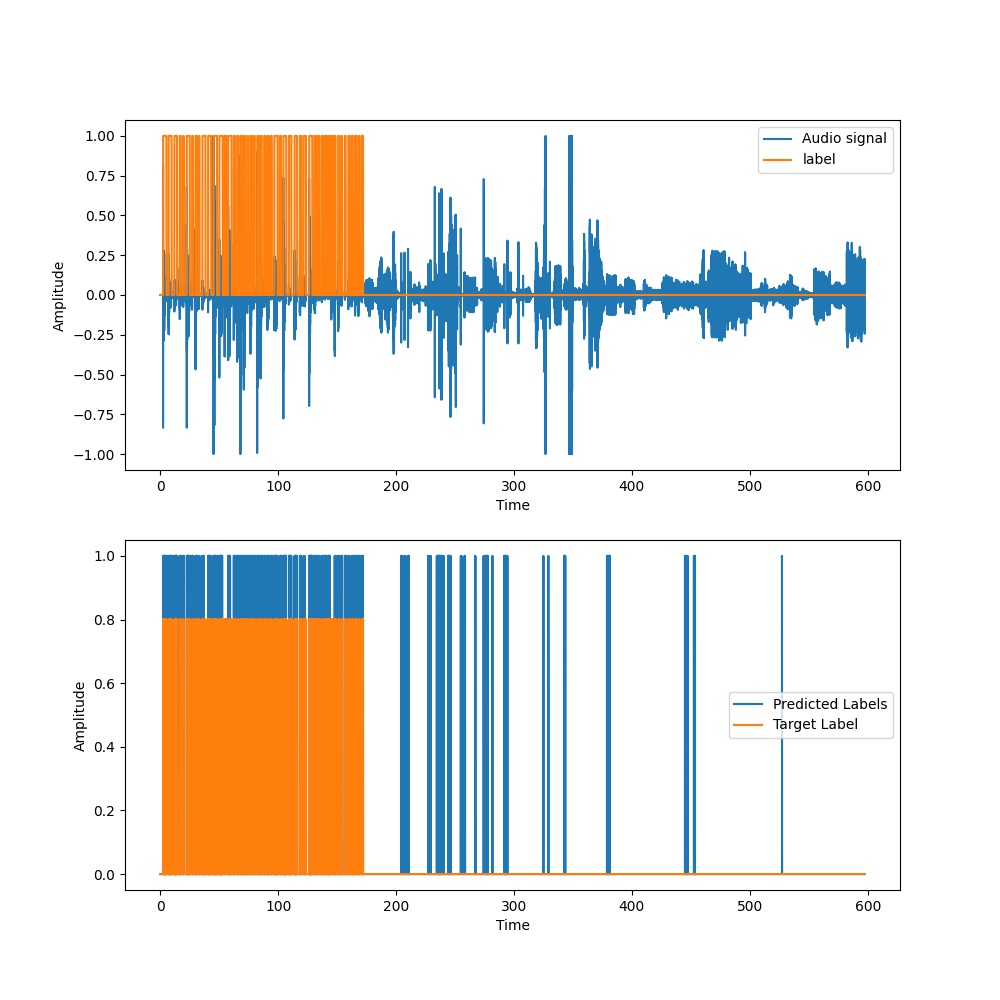 1.00
0.75
0.50
0.25
0.00
−0.25
−0.50
−0.75
−1.00
Amplitude
0 100 200 300 400 500 600
Time
Audio signal
label
1.0
0.8
0.6
0.4
0.2
0.0
Amplitude
0 100 200 300 400 500 600
Time
Predicted Labels
Target Label